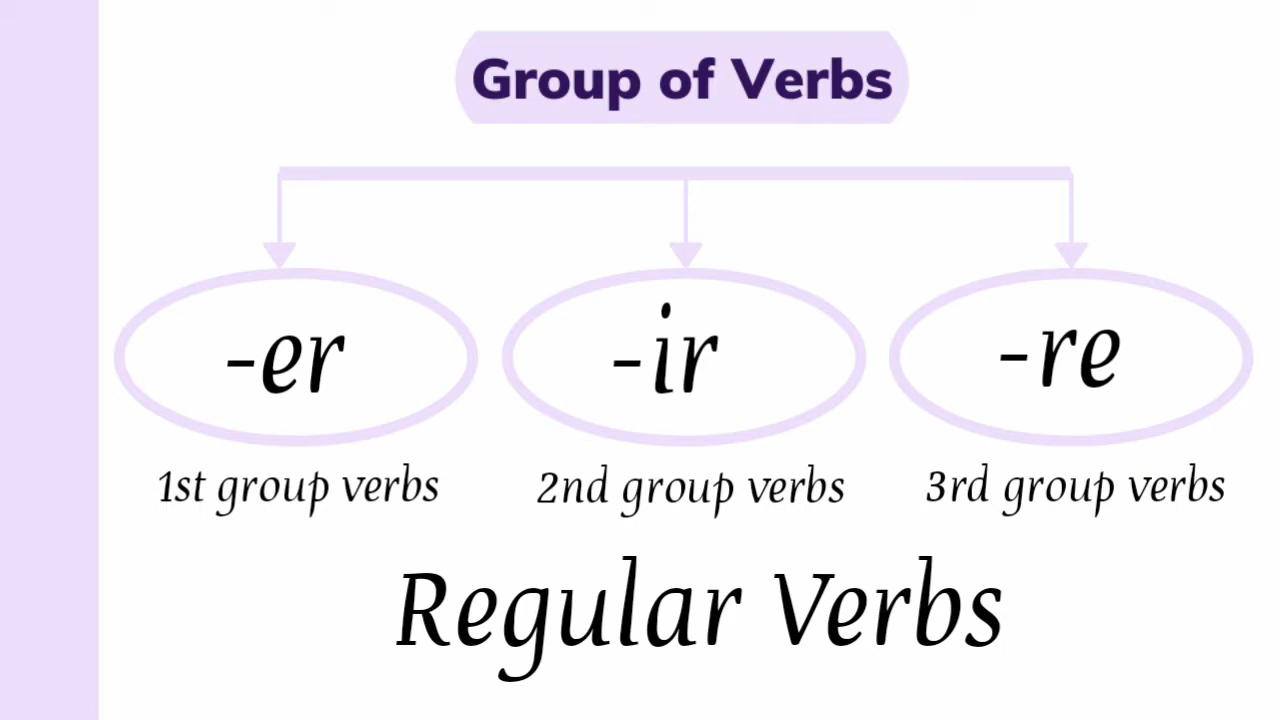 Group of Verbs
-er
-ir
-re
1st group verbs
2nd group verbs
3rd group verbs
Regular Verbs